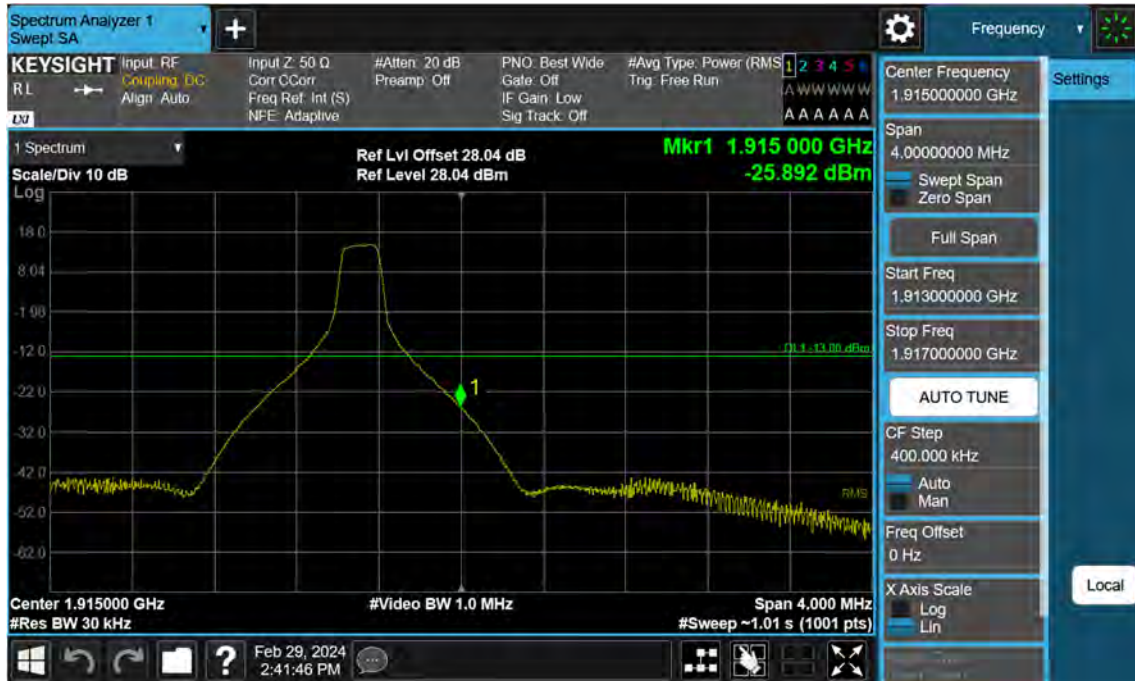 Spectrum Analyzer 1
Swept SA
Frequency
KEYSIGHT
RL
LXI
Input: RF
Coupling: DC
Align: Auto
Input Z: 50 Ω
Corr CCorr
Freq Ref: Int (S)
NFE: Adaptive
#Atten: 20 dB
Preamp: Off
PNO: Best Wide
Gate: Off
IF Gain: Low
Sig Track: Off
#Avg Type: Power (RMS
Trig: Free Run
1 2 3 4 5 6
A W W W W W
A A A A A A
1 Spectrum
Scale/Div 10 dB
Log
Ref Lvl Offset 28.04 dB
Ref Level 28.04 dBm
Mkr1 1.915 000 GHz
-25.892 dBm
18.0
8.04
-1.96
-12.0
DL1 -13.00 dBm
-22.0
1
-32.0
-42.0
RMS
-52.0
-62.0
Center 1.915000 GHz
#Video BW 1.0 MHz
Span 4.000 MHz
#Res BW 30 kHz
#Sweep ~1.01 s (1001 pts)
?
Feb 29, 2024
2:41:46 PM
Center Frequency
1.915000000 GHz
Span
4.00000000 MHz
Swept Span
Zero Span
Full Span
Start Freq
1.913000000 GHz
Stop Freq
1.917000000 GHz
AUTO TUNE
CF Step
400.000 kHz
Auto
Man
Freq Offset
0 Hz
X Axis Scale
Log
Lin
Settings
Local